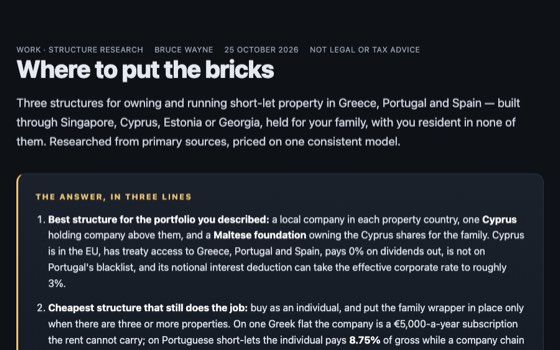 WORK · STRUCTURE RESEARCH BRUCE WAYNE 25 OCTOBER 2026 NOT LEGAL OR TAX ADVICE
Where to put the bricks
Three structures for owning and running short-let property in Greece, Portugal and Spain — built
through Singapore, Cyprus, Estonia or Georgia, held for your family, with you resident in none of
them. Researched from primary sources, priced on one consistent model.
THE ANSWER, IN THREE LINES
1. Best structure for the portfolio you described: a local company in each property country, one Cyprus
holding company above them, and a Maltese foundation owning the Cyprus shares for the family. Cyprus
is in the EU, has treaty access to Greece, Portugal and Spain, pays 0% on dividends out, is not on
Portugal's blacklist, and its notional interest deduction can take the effective corporate rate to roughly
3%.
2. Cheapest structure that still does the job: buy as an individual, and put the family wrapper in place only
when there are three or more properties. On one Greek flat the company is a €5,000-a-year subscription
the rent cannot carry; on Portuguese short-lets the individual pays 8.75% of gross while a company chain